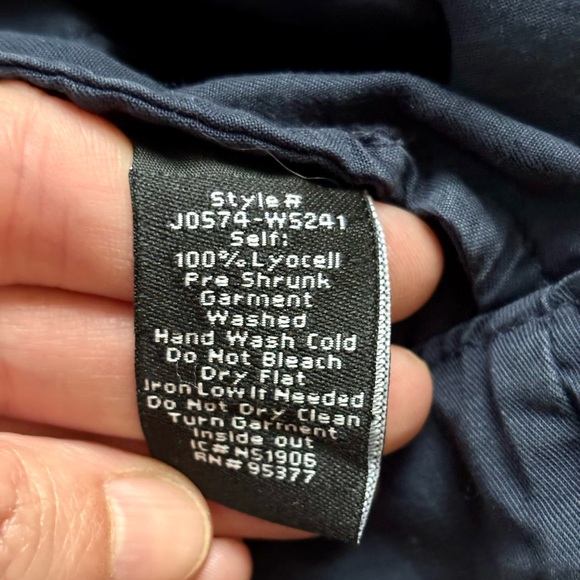 Style #
J0574-W5241
Self:
100% Lyocell
Pre Shrunk
Garment
Washed
Hand Wash Cold
Do Not Bleach
Dry Flat
Iron Low If Needed
Do Not Dry Clean
Turn Garment
Inside out
IC# NS1906
RN# 95377